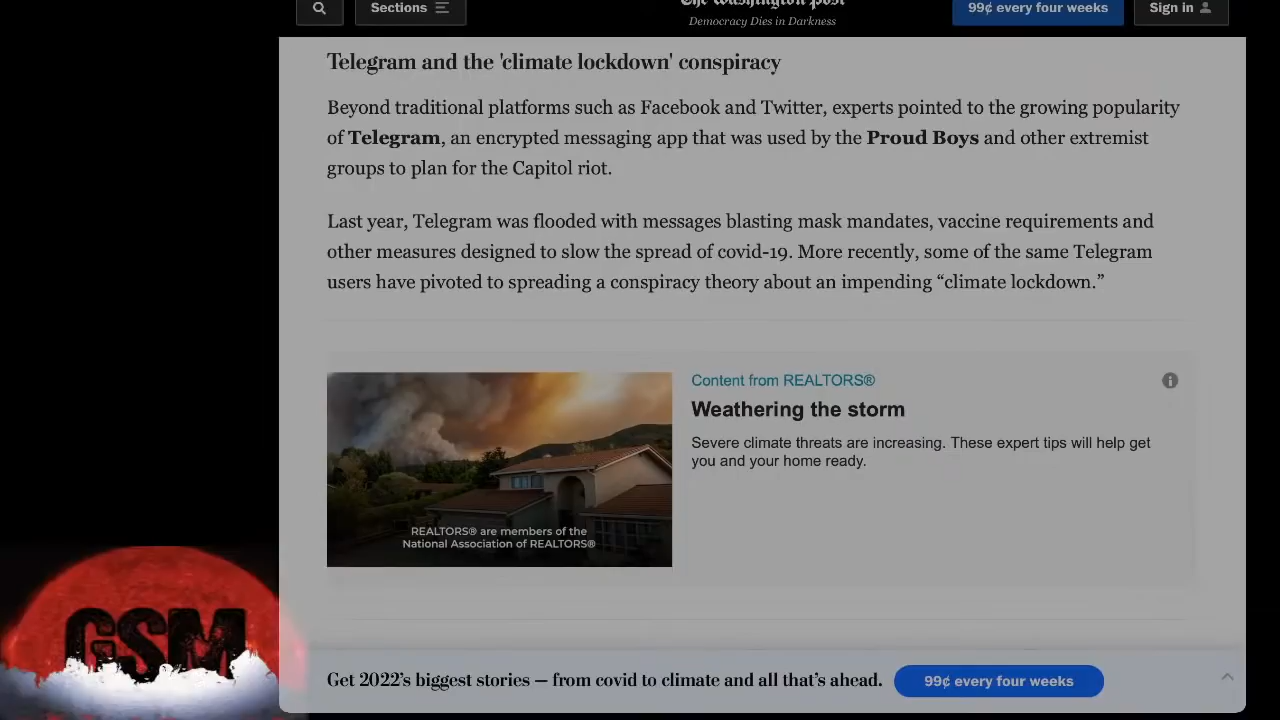 Sections
The Washington Post
99¢ every four weeks
Sign in
Democracy Dies in Darkness
Telegram and the 'climate lockdown' conspiracy
Beyond traditional platforms such as Facebook and Twitter, experts pointed to the growing popularity
of Telegram, an encrypted messaging app that was used by the Proud Boys and other extremist
groups to plan for the Capitol riot.
Last year, Telegram was flooded with messages blasting mask mandates, vaccine requirements and
other measures designed to slow the spread of covid-19. More recently, some of the same Telegram
users have pivoted to spreading a conspiracy theory about an impending “climate lockdown.”
Content from REALTORS®
Weathering the storm
Severe climate threats are increasing. These expert tips will help get
you and your home ready.
REALTORS® are members of the
National Association of REALTORS®
GSM
Get 2022’s biggest stories — from covid to climate and all that’s ahead.
99¢ every four weeks